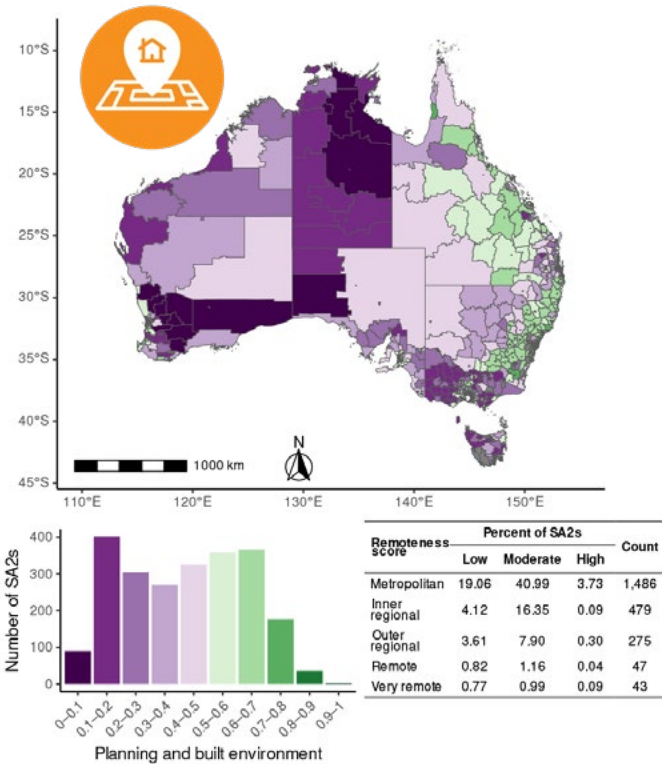 10°S
15°S
20°S
25°S
30°S
35°S
40°S
45°S
N
1000 km
110°E 120°E 130°E 140°E 150°E
Number of SA2s
400
300
200
100
0
0–0.1 0.1–0.2 0.2–0.3 0.3–0.4 0.4–0.5 0.5–0.6 0.6–0.7 0.7–0.8 0.8–0.9 0.9–1
Planning and built environment
Remoteness score Percent of SA2s Count
Low Moderate High
Metropolitan 19.06 40.99 3.73 1,486
Inner regional 4.12 16.35 0.09 479
Outer regional 3.61 7.90 0.30 275
Remote 0.82 1.16 0.04 47
Very remote 0.77 0.99 0.09 43